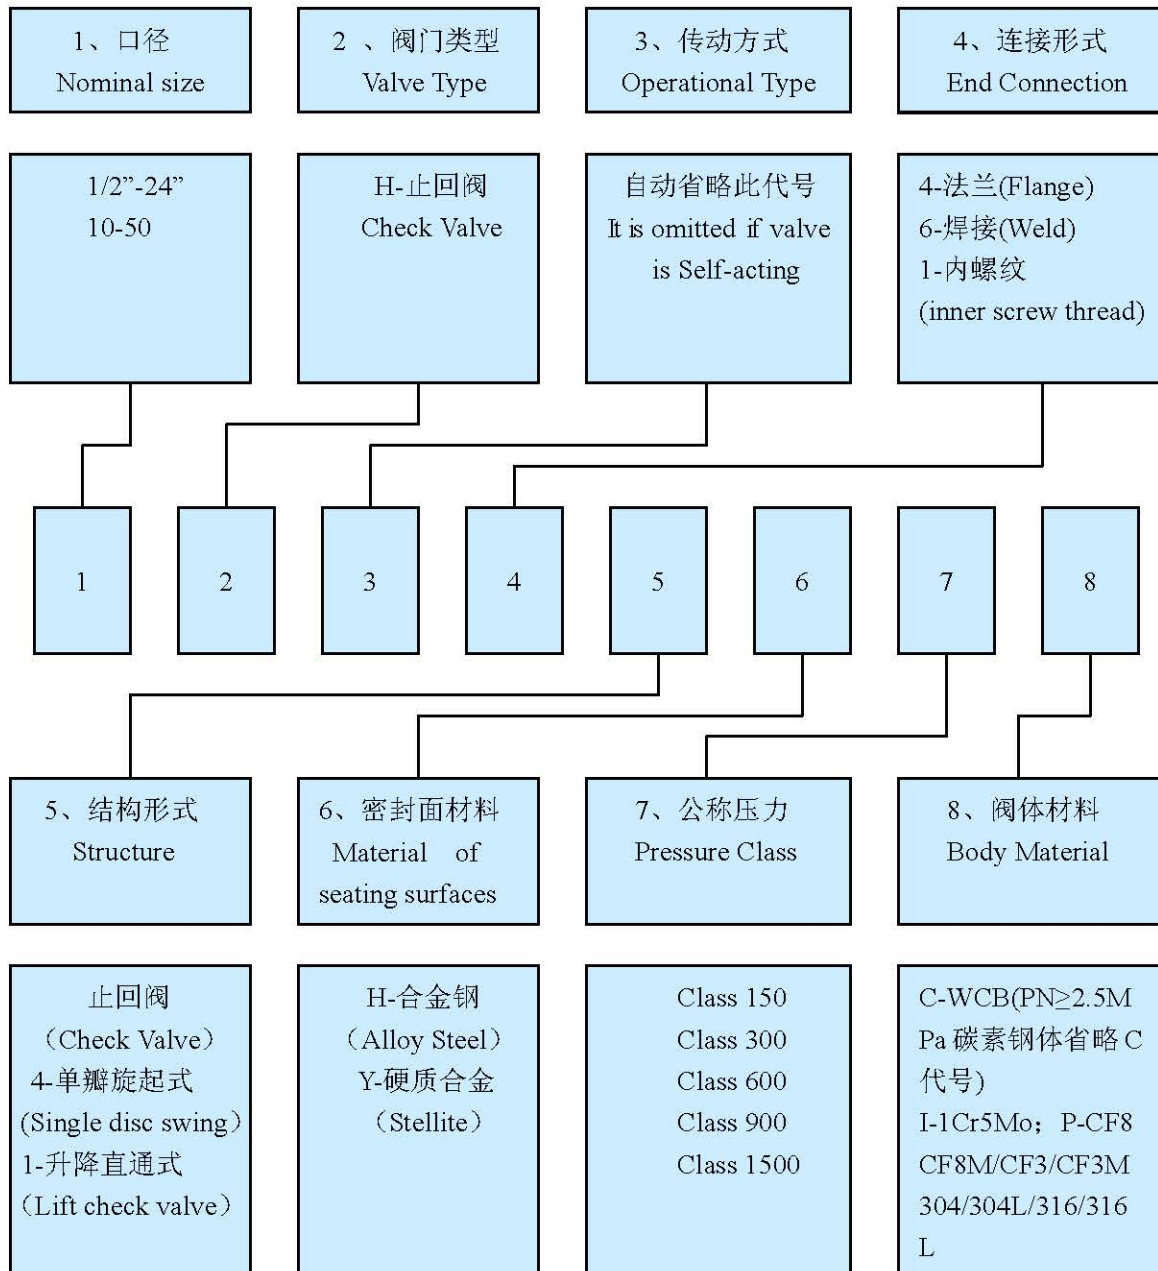 1、口径
Nominal size
2 、阀门类型
Valve Type
3、传动方式
Operational Type
4、连接形式
End Connection
1/2”-24”
10-50
H-止回阀
Check Valve
自动省略此代号
It is omitted if valve
is Self-acting
4-法兰(Flange)
6-焊接(Weld)
1-内螺纹
(inner screw thread)
1
2
3
4
5
6
7
8
5、结构形式
Structure
6、密封面材料
Material of
seating surfaces
7、公称压力
Pressure Class
8、阀体材料
Body Material
止回阀
（Check Valve）
4-单瓣旋起式
(Single disc swing）
1-升降直通式
（Lift check valve）
H-合金钢
（Alloy Steel）
Y-硬质合金
（Stellite）
Class 150
Class 300
Class 600
Class 900
Class 1500
C-WCB(PN≥2.5M
Pa 碳素钢体省略 C
代号)
I-1Cr5Mo；P-CF8
CF8M/CF3/CF3M
304/304L/316/316
L